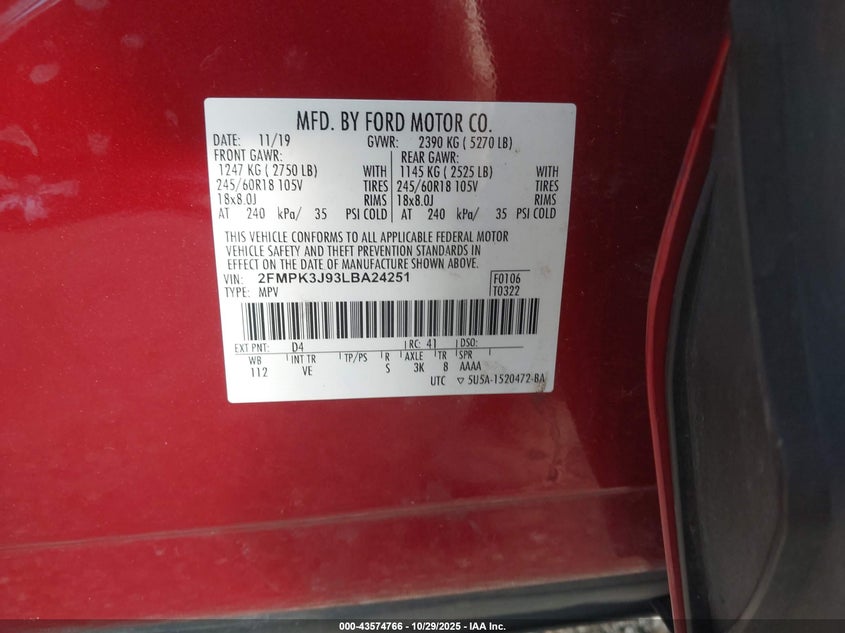 MFD. BY FORD MOTOR CO.
DATE: 11/19 GVWR: 2390 KG ( 5270 LB)
FRONT GAWR: REAR GAWR:
1247 KG ( 2750 LB) WITH 1145 KG ( 2525 LB) WITH
245/60R18 105V TIRES 245/60R18 105V TIRES
18x8.0J RIMS 18x8.0J RIMS
AT 240 kPa/ 35 PSI COLD AT 240 kPa/ 35 PSI COLD
THIS VEHICLE CONFORMS TO ALL APPLICABLE FEDERAL MOTOR
VEHICLE SAFETY AND THEFT PREVENTION STANDARDS IN
EFFECT ON THE DATE OF MANUFACTURE SHOWN ABOVE.
VIN: 2FMPK3J93LBA24251 F0106
TYPE: MPV T0322
EXT PNT: D4 RC: 41 DSO:
WB INT TR TP/PS R AXLE TR SPR
112 VE S 3K 8 AAAA
UTC ▽ 5U5A-1520472-BA
000-43574766 - 10/29/2025 - IAA Inc.